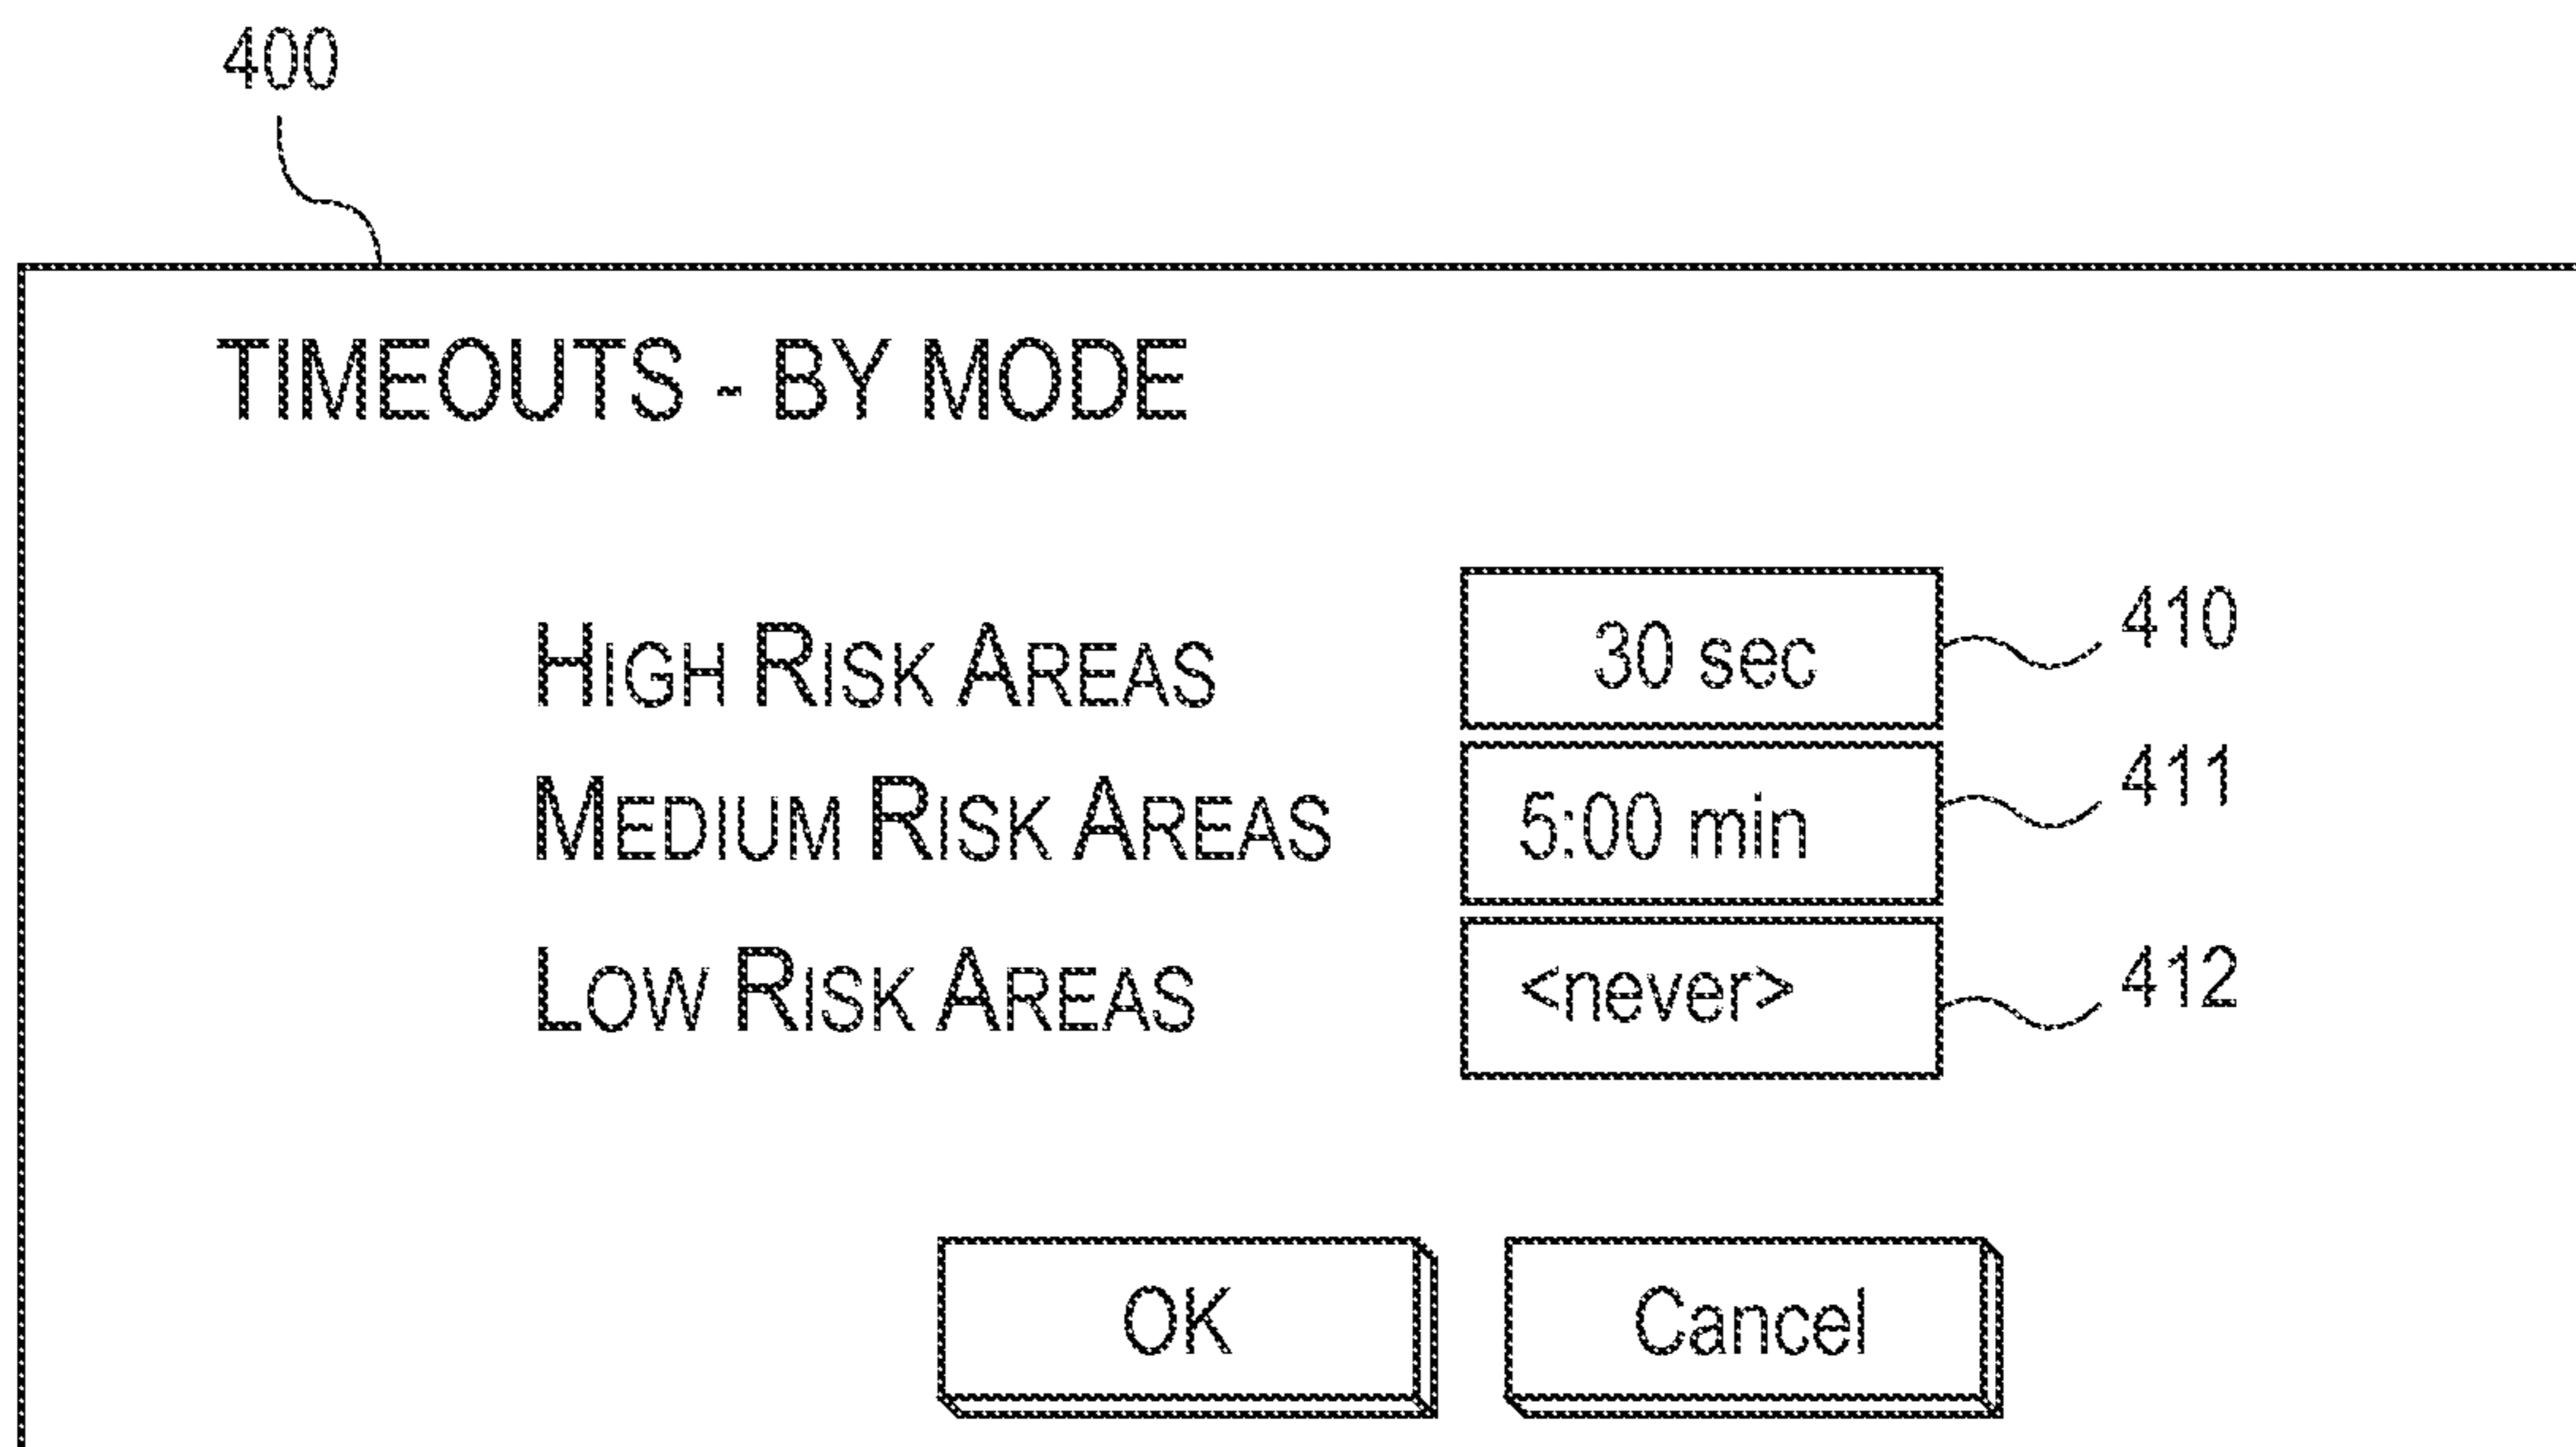 400
TIMEOUTS - BY MODE
HIGH RISK AREAS 30 sec 410
MEDIUM RISK AREAS 5:00 min 411
LOW RISK AREAS <never> 412
OK Cancel